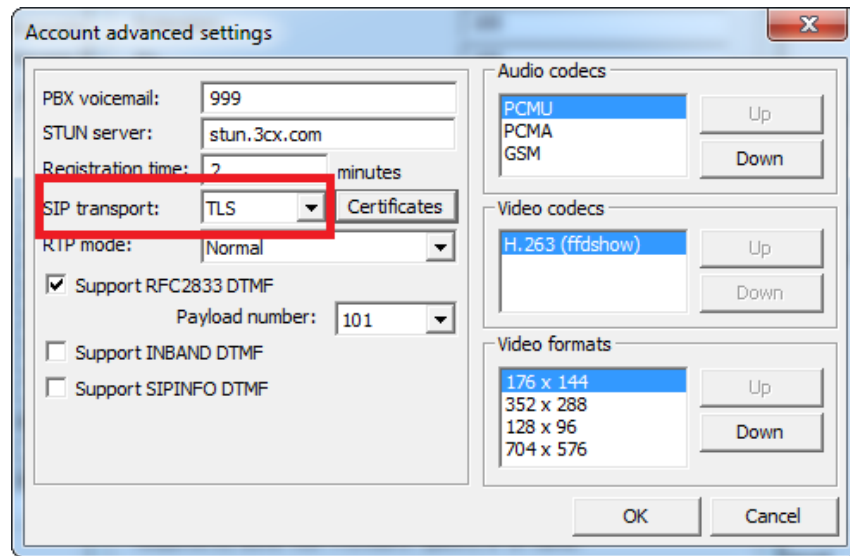 Account advanced settings
PBX voicemail: 999
STUN server: stun.3cx.com
Registration time: 2 minutes
SIP transport: TLS Certificates
RTP mode: Normal
Support RFC2833 DTMF
Payload number: 101
Support INBAND DTMF
Support SIPINFO DTMF
Audio codecs
PCMU
PCMA
GSM
Up
Down
Video codecs
H.263 (ffdshow)
Up
Down
Video formats
176 x 144
352 x 288
128 x 96
704 x 576
Up
Down
OK Cancel